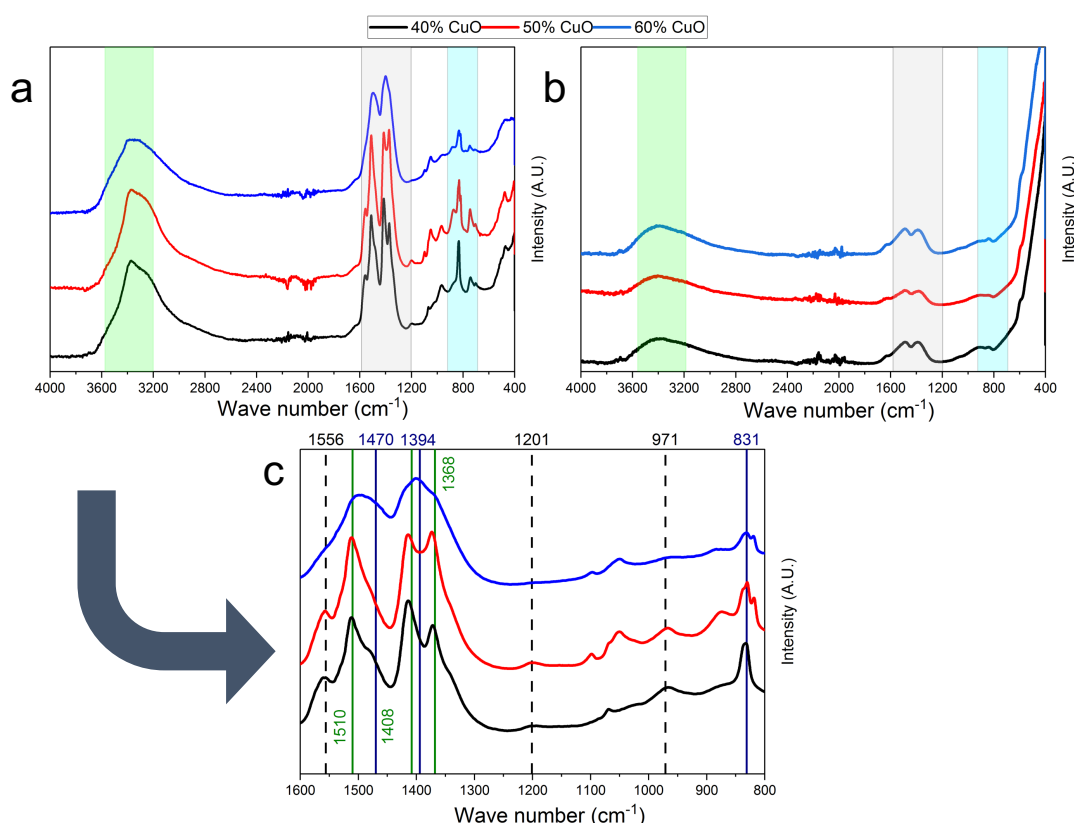 40% CuO 50% CuO 60% CuO
a
b
Intensity (A.U.)
Intensity (A.U.)
4000 3600 3200 2800 2400 2000 1600 1200 800 400
4000 3600 3200 2800 2400 2000 1600 1200 800 400
Wave number (cm⁻¹)
Wave number (cm⁻¹)
1556 1470 1394 1201 971 831
c
1368
Intensity (A.U.)
1510
1408
1600 1500 1400 1300 1200 1100 1000 900 800
Wave number (cm⁻¹)